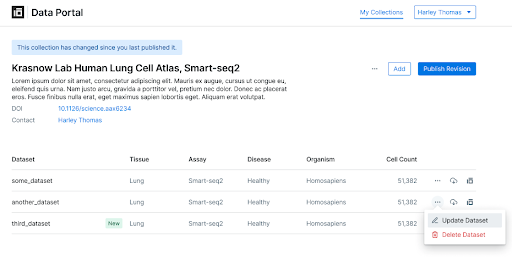 Data Portal
My Collections
Harley Thomas
This collection has changed since you last published it.
Krasnow Lab Human Lung Cell Atlas, Smart-seq2
... Add Publish Revision
Lorem ipsum dolor sit amet, consectetur adipiscing elit. Mauris ex augue, cursus ut congue eu,
eleifend quis urna. Nam justo arcu, gravida a porttitor vel, pretium nec dolor. Donec ac placerat
eros. Fusce finibus nulla erat, eget maximus sapien lobortis eget. Aliquam erat volutpat.
DOI 10.1126/science.aax6234
Contact Harley Thomas
Dataset Tissue Assay Disease Organism Cell Count
some_dataset Lung Smart-seq2 Healthy Homosapiens 51,382 ...
another_dataset Lung Smart-seq2 Healthy Homosapiens 51,382 ...
third_dataset New Lung Smart-seq2 Healthy Homosapiens 51,382
Update Dataset
Delete Dataset